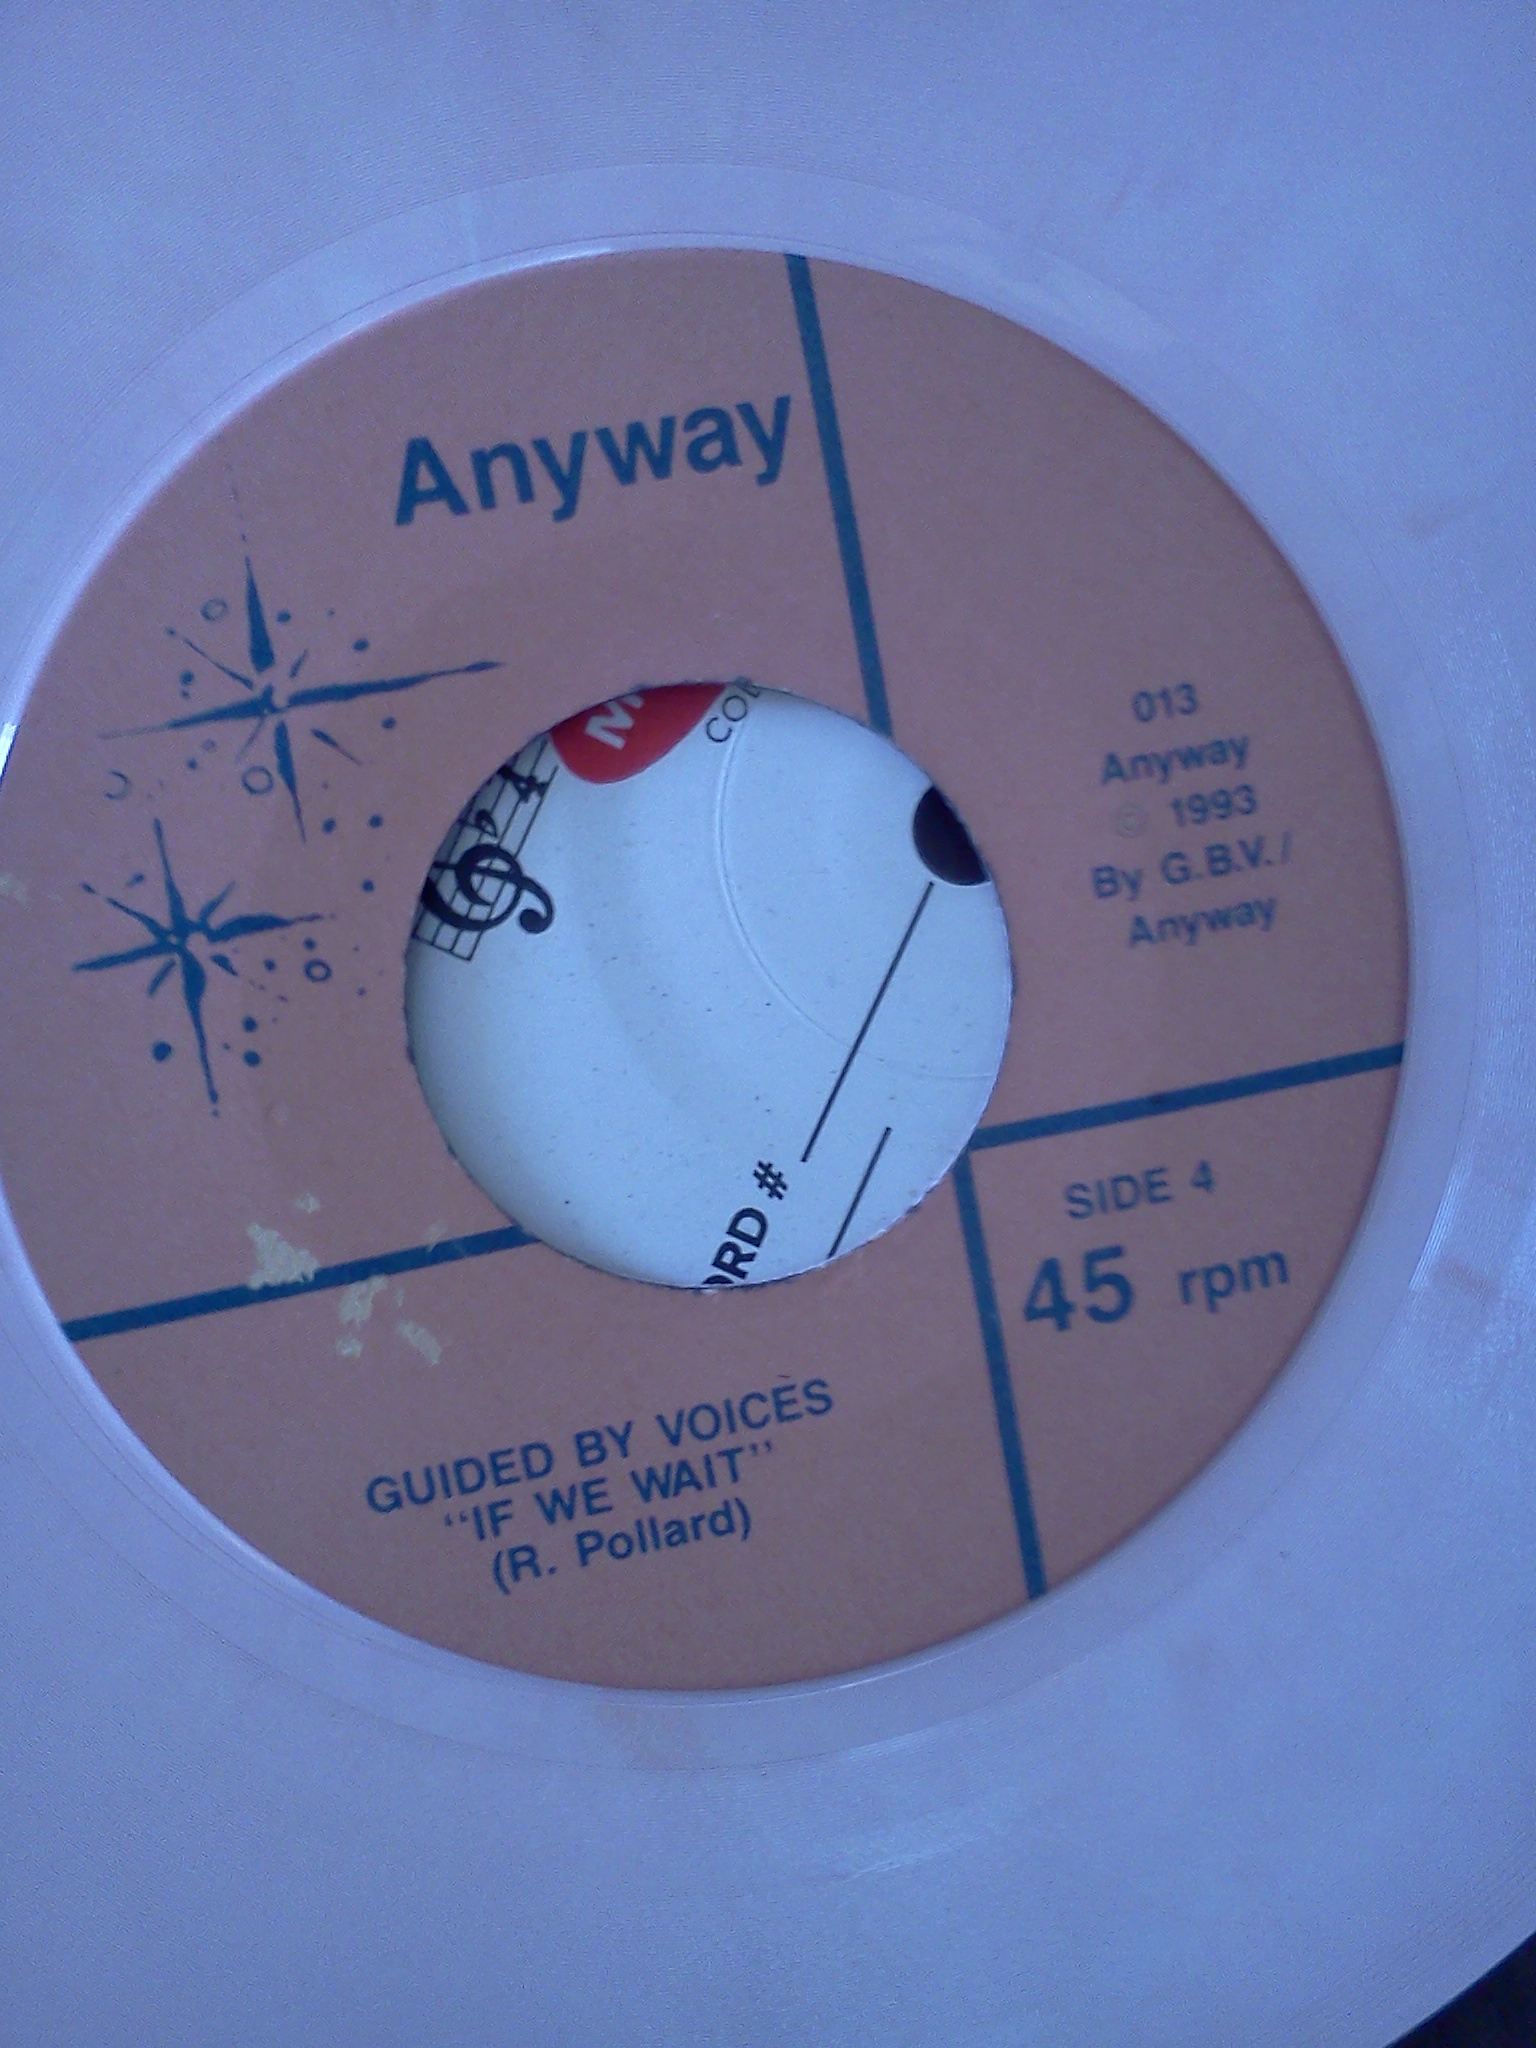 Anyway
013
Anyway
© 1993
By G.B.V./
Anyway
SIDE 4
45 rpm
GUIDED BY VOICES
"IF WE WAIT"
(R. Pollard)
#